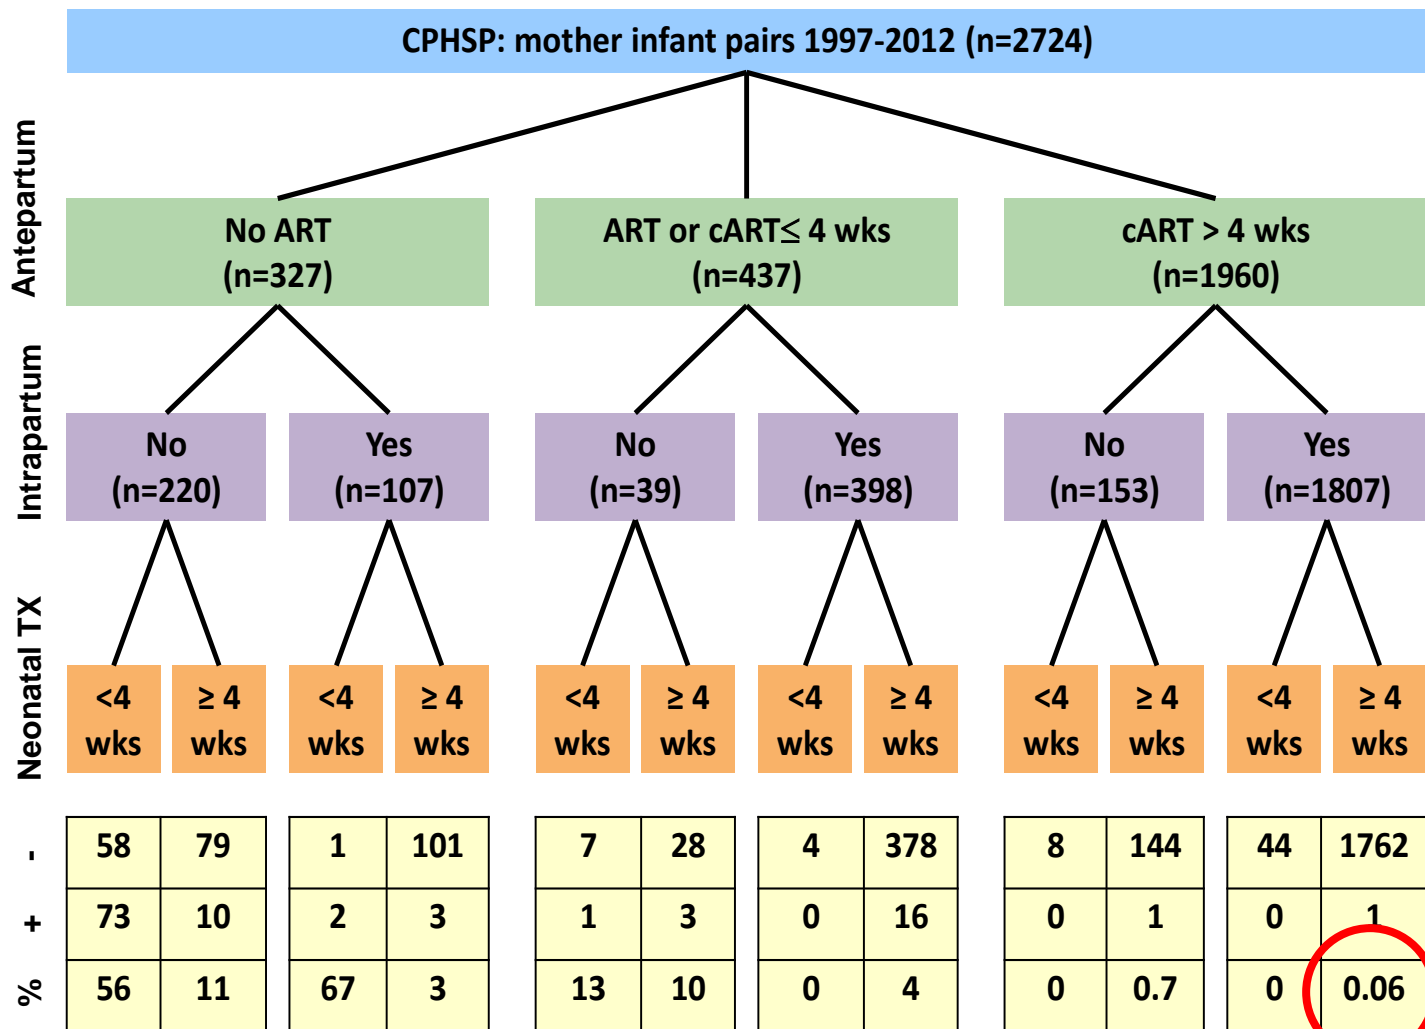 CPHSP: mother infant pairs 1997-2012 (n=2724)
Antepartum
No ART
(n=327)
ART or cART≤ 4 wks
(n=437)
cART > 4 wks
(n=1960)
Intrapartum
No
(n=220)
Yes
(n=107)
No
(n=39)
Yes
(n=398)
No
(n=153)
Yes
(n=1807)
Neonatal TX
<4
wks
≥ 4
wks
<4
wks
≥ 4
wks
<4
wks
≥ 4
wks
<4
wks
≥ 4
wks
<4
wks
≥ 4
wks
<4
wks
≥ 4
wks
- 58 79 1 101 7 28 4 378 8 144 44 1762
+ 73 10 2 3 1 3 0 16 0 1 0 1
% 56 11 67 3 13 10 0 4 0 0.7 0 0.06